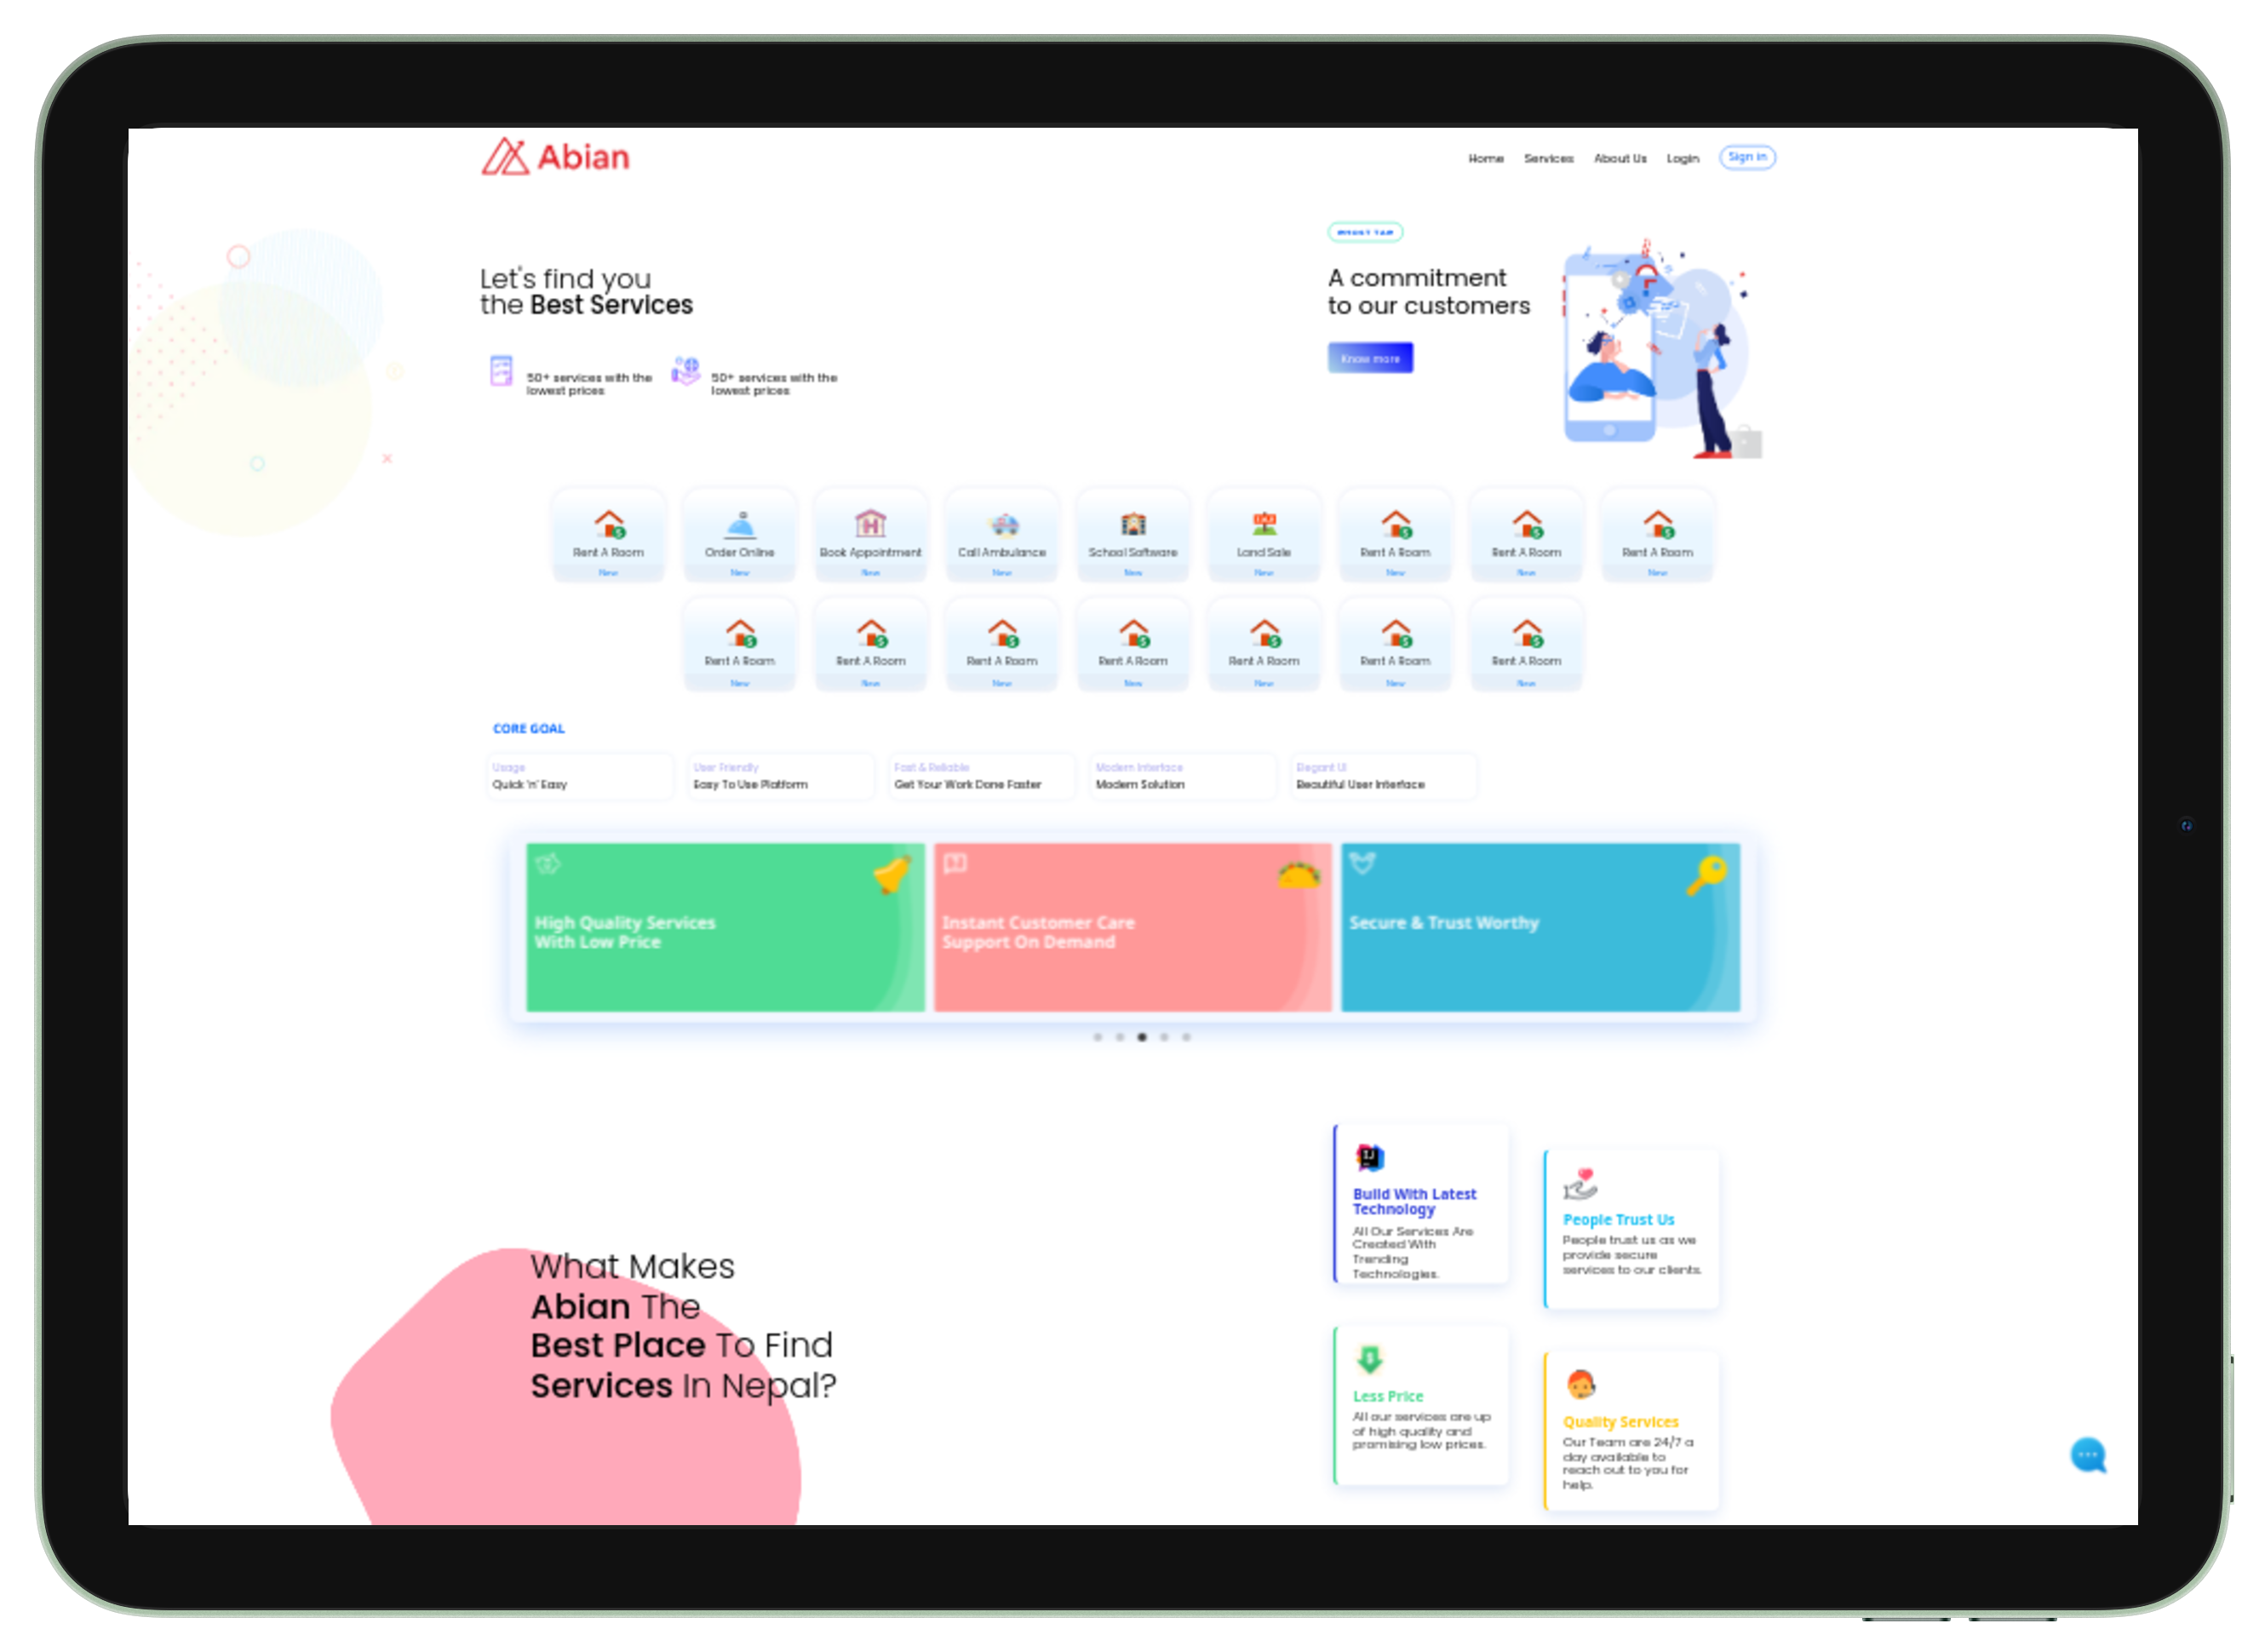 Abian
Home Services About Us Login Sign in
Let's find you
the Best Services
50+ services with the
lowest prices
50+ services with the
lowest prices
A commitment
to our customers
Know more
Rent A Room
New
Order Online
New
Book Appointment
New
Call Ambulance
New
School Software
New
Land Sale
New
Rent A Room
New
Rent A Room
New
Rent A Room
New
Rent A Room
New
Rent A Room
New
Rent A Room
New
Rent A Room
New
Rent A Room
New
Rent A Room
New
Rent A Room
New
CORE GOAL
Usage
Quick 'n' Easy
User Friendly
Easy To Use Platform
Fast & Reliable
Get Your Work Done Faster
Modern Interface
Modern Solution
Elegant UI
Beautiful User Interface
High Quality Services
With Low Price
Instant Customer Care
Support On Demand
Secure & Trust Worthy
What Makes
Abian The
Best Place To Find
Services In Nepal?
IJ
Build With Latest
Technology
All Our Services Are
Created With
Trending
Technologies.
People Trust Us
People trust us as we
provide secure
services to our clients.
Less Price
All our services are up
of high quality and
promising low prices.
Quality Services
Our Team are 24/7 a
day available to
reach out to you for
help.